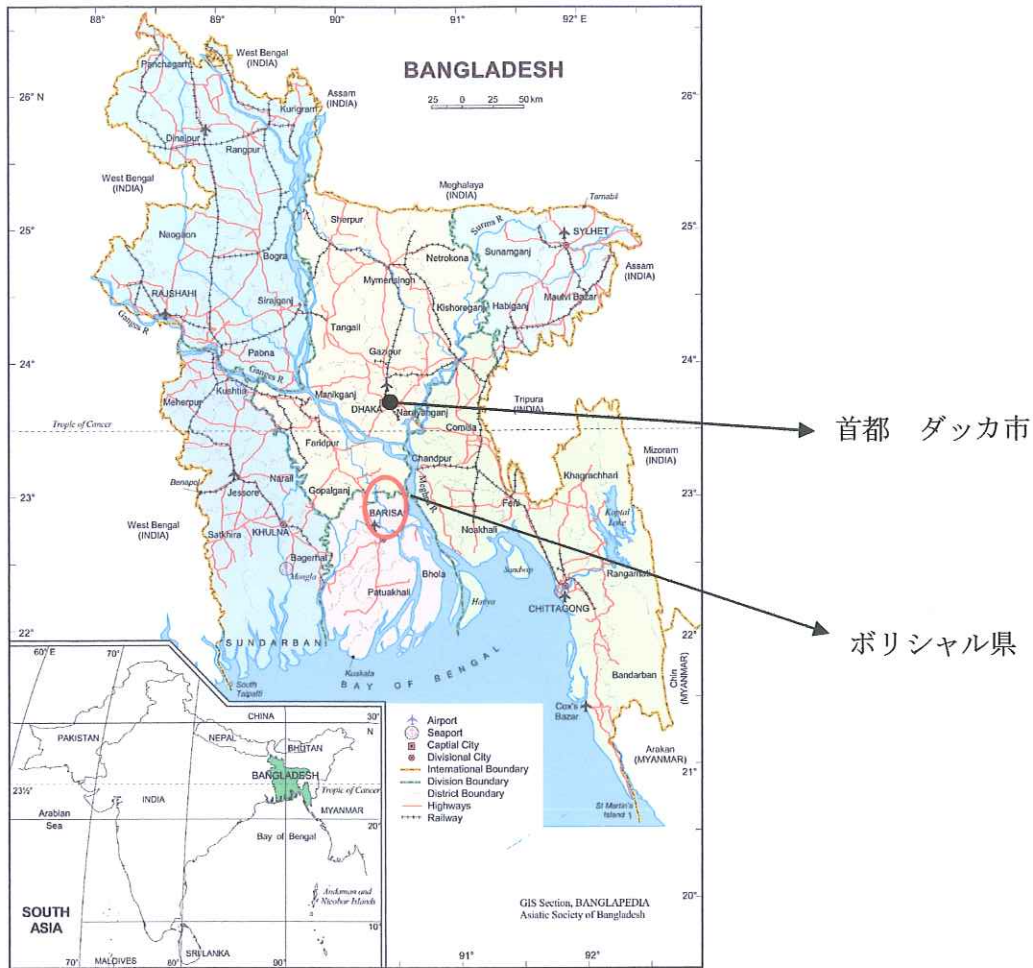 88° 89° 90° 91° 92° E
BANGLADESH
25 0 25 50 km
26° N
26°
25°
25°
24°
24°
23°
23°
22°
22°
21°
20°
91° 92°
West Bengal
(INDIA)
Panchagarh
Assam
(INDIA)
Kurigram
Dinajpur
Rangpur
West Bengal
(INDIA)
Meghalaya
(INDIA)
Tamabil
Sherpur
Surma R
SYLHET
Naogaon
Netrokona
Sunamganj
Bogra
Mymensingh
Assam
(INDIA)
RAJSHAHI
Sirajganj
Kishoreganj
Habiganj
Maulvi Bazar
Ganges R
Tangail
Gazipur
Pabna
Ganges R
Kushtia
Manikganj
Meherpur
DHAKA
Narayanganj
Tripura
(INDIA)
首都 ダッカ市
Tropic of Cancer
Faridpur
Comilla
Mizoram
(INDIA)
Chandpur
Khagrachhari
Narail
Benapol
Jessore
Gopalganj
Meghna R
Feni
BARISA
Kaptai
Lake
West Bengal
(INDIA)
Satkhira
KHULNA
Noakhali
Bagerhat
Mongla
Sandwip
Rangamati
Bhola
Patuakhali
Hatiya
CHITTAGONG
ボリシャル県
SUNDARBAN
Kuakata
BAY OF BENGAL
South
Talpatti
Bandarban
Chin
(MYANMAR)
Cox's
Bazar
Arakan
(MYANMAR)
St Martin's
Island
Airport
Seaport
Captial City
Divisional City
International Boundary
Division Boundary
District Boundary
Highways
Railway
60° E 70°
CHINA
30°
N
PAKISTAN
NEPAL
BHUTAN
BANGLADESH
23½°
Tropic of Cancer
INDIA
MYANMAR
Arabian
Sea
20°
Bay of Bengal
Andaman and
Nicobar Islands
SOUTH
ASIA
10°
SRI LANKA
MALDIVES
70° 80° 90°
GIS Section, BANGLAPEDIA
Asiatic Society of Bangladesh